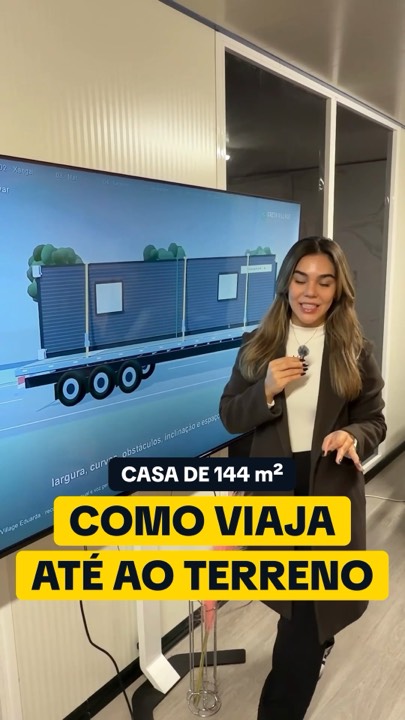 largura, curvas, obstáculos, inclinação e espaço
CASA DE 144 m²
COMO VIAJA
ATÉ AO TERRENO